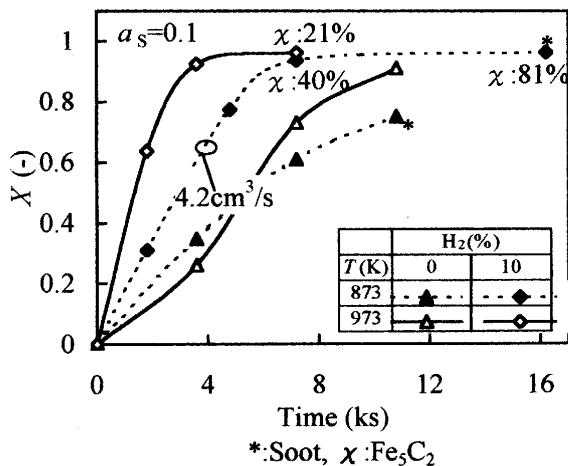 a_S=0.1
χ:21%
*
χ:40%
χ:81%
*
4.2cm³/s
H₂(%)
T(K) 0 10
873
973
1
0.8
0.6
0.4
0.2
0
X (-)
0 4 8 12 16
Time (ks)
*:Soot, χ:Fe₅C₂